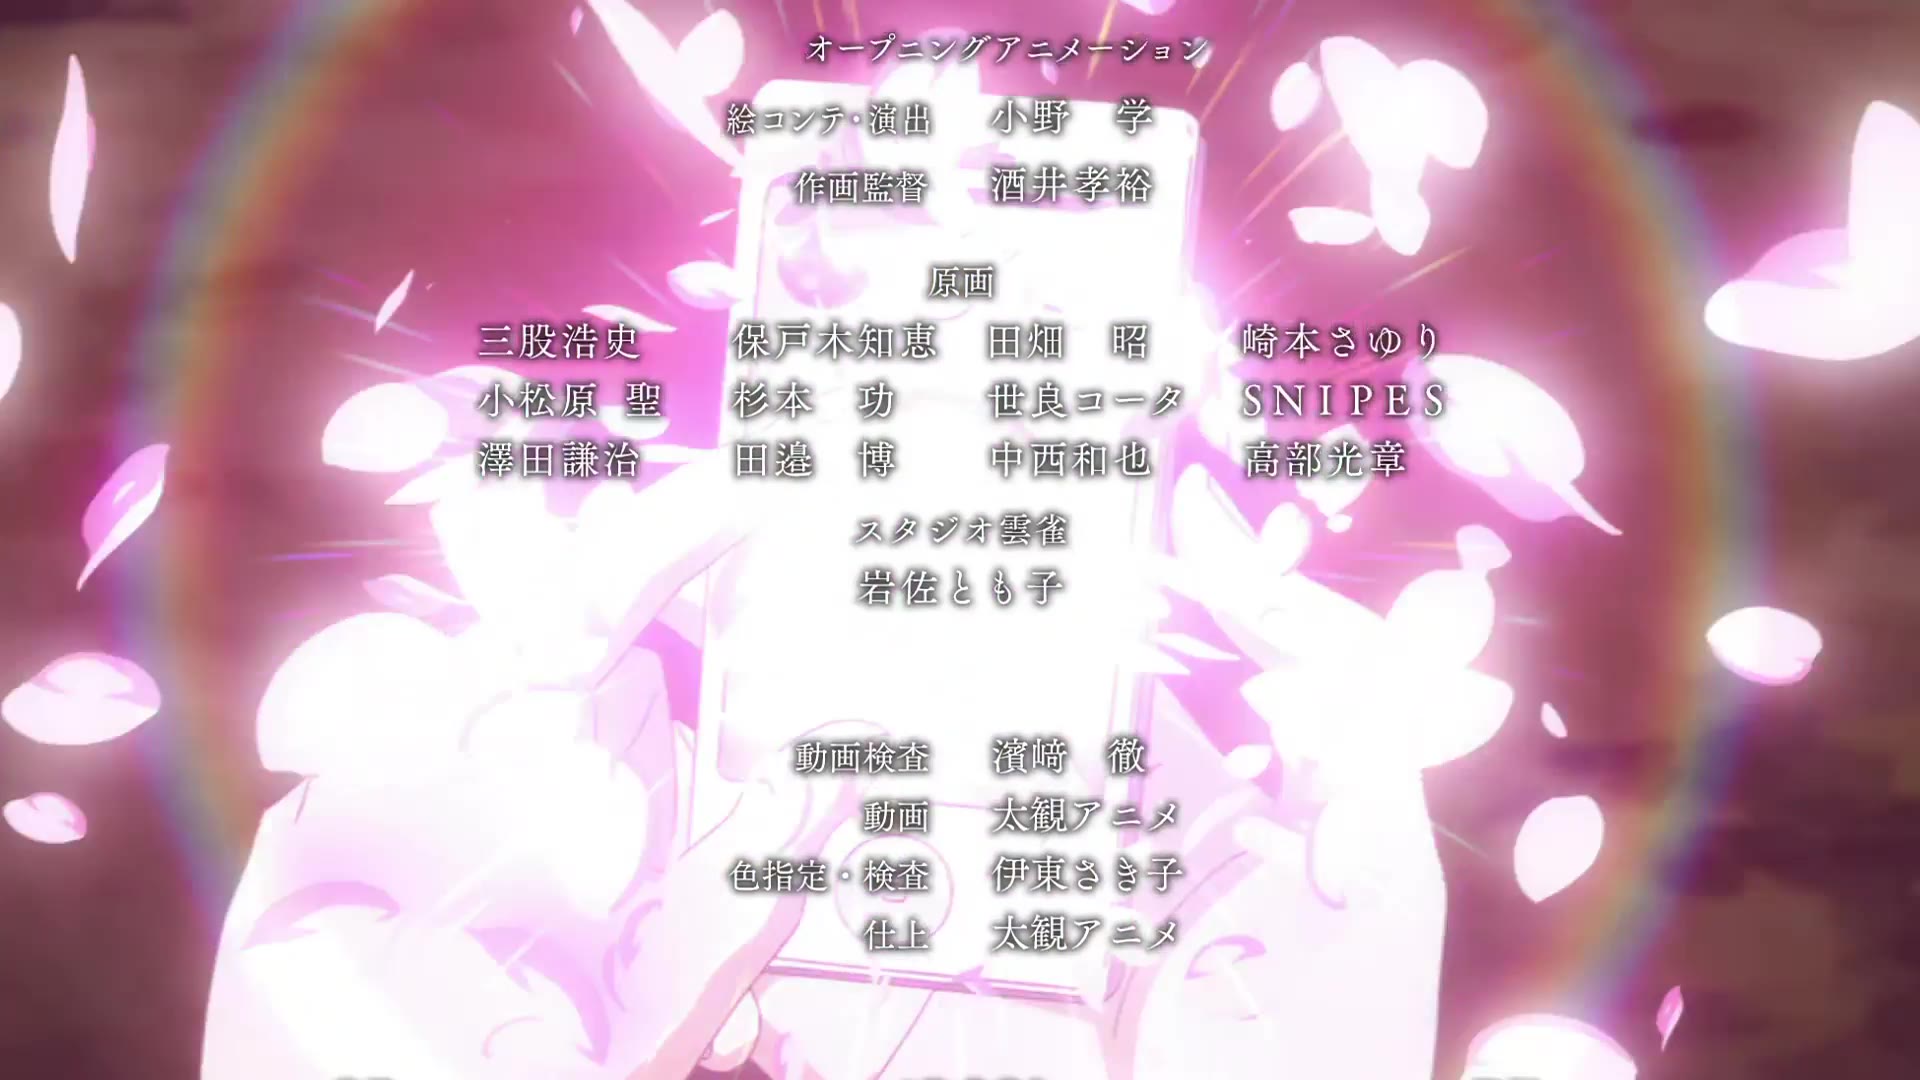 オープニングアニメーション
絵コンテ・演出 小野 学
作画監督 酒井孝裕
原画
三股浩史 保戸木知恵 田畑 昭 崎本さゆり
小松原 聖 杉本 功 世良コータ SNIPES
澤田謙治 田邉 博 中西和也 高部光章
スタジオ雲雀
岩佐とも子
動画検査 濱﨑 徹
動画 太観アニメ
色指定・検査 伊東さき子
仕上 太観アニメ